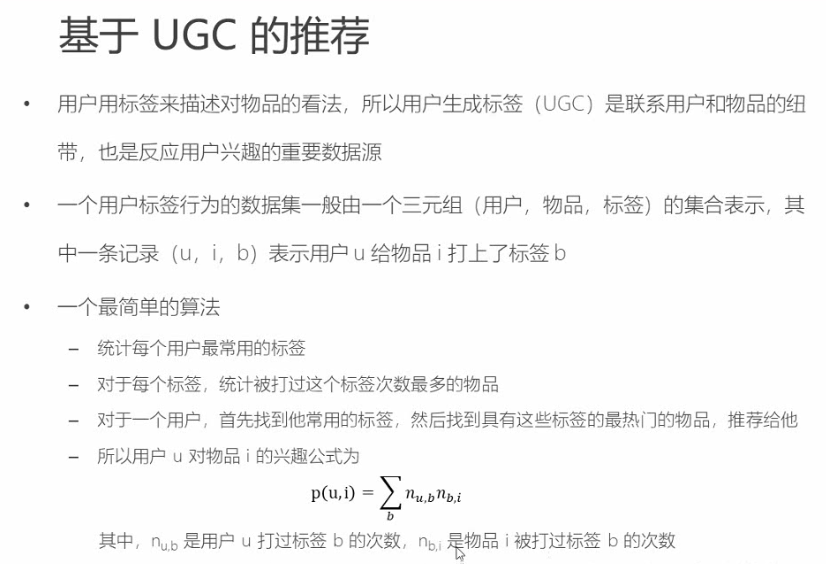 基于 UGC 的推荐
• 用户用标签来描述对物品的看法，所以用户生成标签（UGC）是联系用户和物品的纽
带，也是反应用户兴趣的重要数据源
• 一个用户标签行为的数据集一般由一个三元组（用户，物品，标签）的集合表示，其
中一条记录（u，i，b）表示用户 u 给物品 i 打上了标签 b
• 一个最简单的算法
– 统计每个用户最常用的标签
– 对于每个标签，统计被打过这个标签次数最多的物品
– 对于一个用户，首先找到他常用的标签，然后找到具有这些标签的最热门的物品，推荐给他
– 所以用户 u 对物品 i 的兴趣公式为
p(u,i) = ∑_b n_{u,b} n_{b,i}
其中，n_{u,b} 是用户 u 打过标签 b 的次数，n_{b,i} 是物品 i 被打过标签 b 的次数